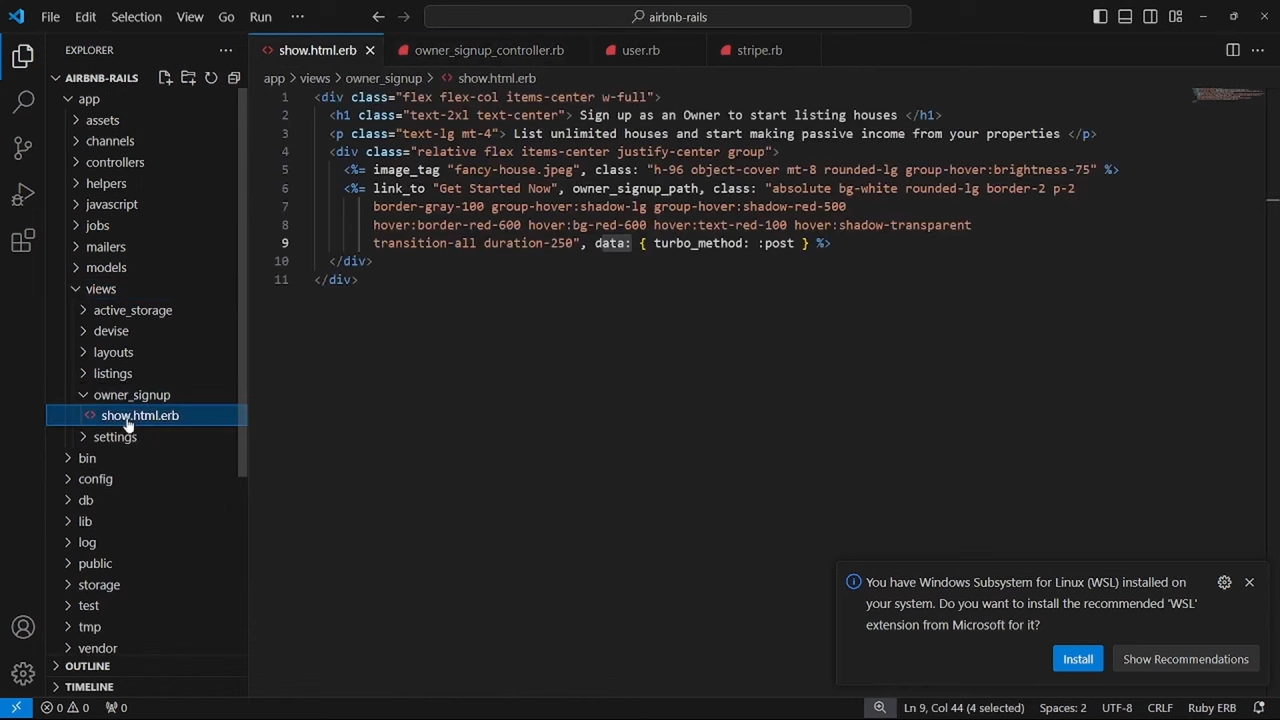 File Edit Selection View Go Run ··· airbnb-rails
EXPLORER ···
show.html.erb owner_signup_controller.rb user.rb stripe.rb ···
AIRBNB-RAILS
app > views > owner_signup > show.html.erb
app
assets
channels
controllers
helpers
javascript
jobs
mailers
models
views
active_storage
devise
layouts
listings
owner_signup
show.html.erb
settings
bin
config
db
lib
log
public
storage
test
tmp
vendor
OUTLINE
TIMELINE
1 <div class="flex flex-col items-center w-full">
2 <h1 class="text-2xl text-center"> Sign up as an Owner to start listing houses </h1>
3 <p class="text-lg mt-4"> List unlimited houses and start making passive income from your properties </p>
4 <div class="relative flex items-center justify-center group">
5 <%= image_tag "fancy-house.jpeg", class: "h-96 object-cover mt-8 rounded-lg group-hover:brightness-75" %>
6 <%= link_to "Get Started Now", owner_signup_path, class: "absolute bg-white rounded-lg border-2 p-2
7 border-gray-100 group-hover:shadow-lg group-hover:shadow-red-500
8 hover:border-red-600 hover:bg-red-600 hover:text-red-100 hover:shadow-transparent
9 transition-all duration-250", data: { turbo_method: :post } %>
10 </div>
11 </div>
You have Windows Subsystem for Linux (WSL) installed on
your system. Do you want to install the recommended 'WSL'
extension from Microsoft for it?
Install Show Recommendations
0 0 0 Ln 9, Col 44 (4 selected) Spaces: 2 UTF-8 CRLF Ruby ERB